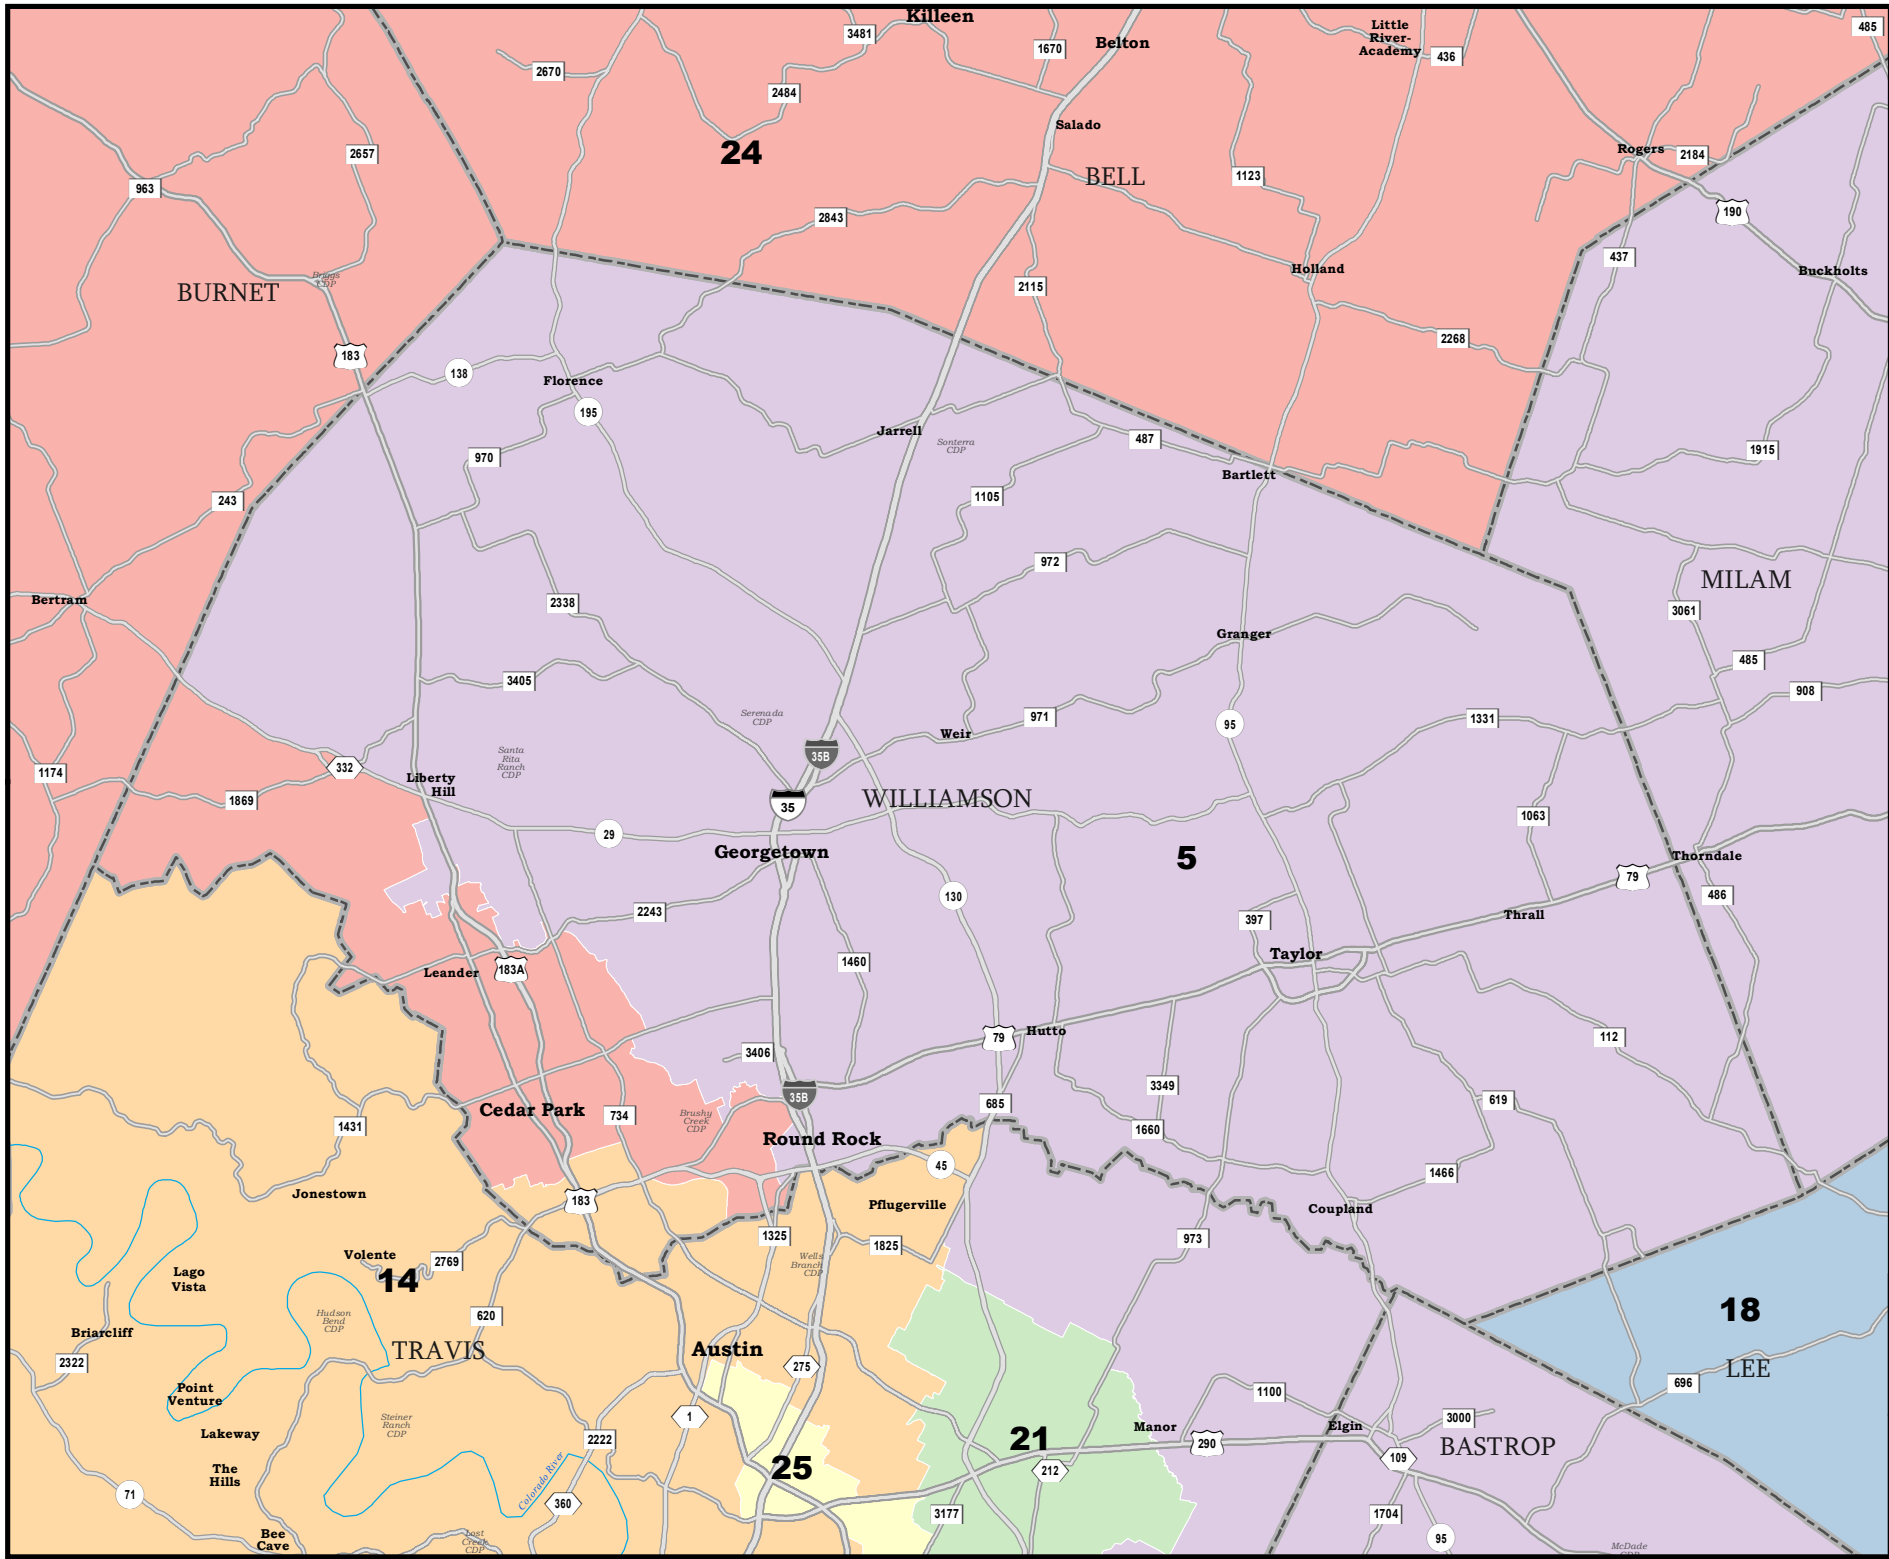 Killeen
3481
485
Little
River-
Academy
1670
Belton
436
2670
2484
Salado
24
2657
Rogers
2184
BELL
1123
963
190
2843
437
Holland
Buckholts
Briggs
CDP
BURNET
2115
2268
183
138
Florence
195
Jarrell
Sonterra
CDP
487
1915
970
Bartlett
1105
243
972
MILAM
Bertram
2338
3061
Granger
485
3405
908
Serenada
CDP
971
1331
95
Weir
Santa
Rita
Ranch
CDP
35B
332
1174
Liberty
Hill
1869
35
WILLIAMSON
1063
29
Georgetown
5
Thorndale
79
130
486
2243
397
Thrall
Taylor
1460
Leander
183A
Hutto
79
112
3406
3349
35B
685
619
Cedar Park
734
Brushy
Creek
CDP
1431
1660
Round Rock
45
1466
Jonestown
183
Pflugerville
Coupland
1325
1825
973
Volente
2769
Wells
Branch
CDP
Lago
Vista
14
18
620
Hudson
Bend
CDP
Briarcliff
TRAVIS
Austin
2322
275
LEE
696
Point
Venture
1100
Steiner
Ranch
CDP
1
3000
Lakeway
2222
21
Manor
Elgin
290
BASTROP
The
Hills
25
212
109
Colorado River
71
360
3177
1704
Bee
Cave
Lost
Creek
CDP
95
McDade
CDP